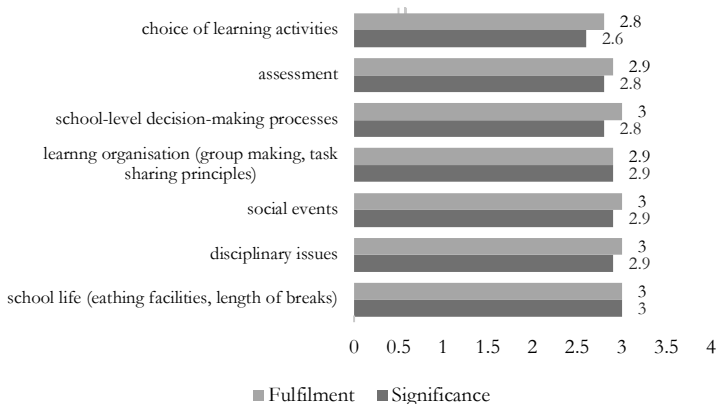 choice of learning activities
2.8
2.6
assessment
2.9
2.8
school-level decision-making processes
3
2.8
learnng organisation (group making, task
sharing principles)
2.9
2.9
social events
3
2.9
disciplinary issues
3
2.9
school life (eathing facilities, length of breaks)
3
3
0 0.5 1 1.5 2 2.5 3 3.5 4
Fulfilment Significance